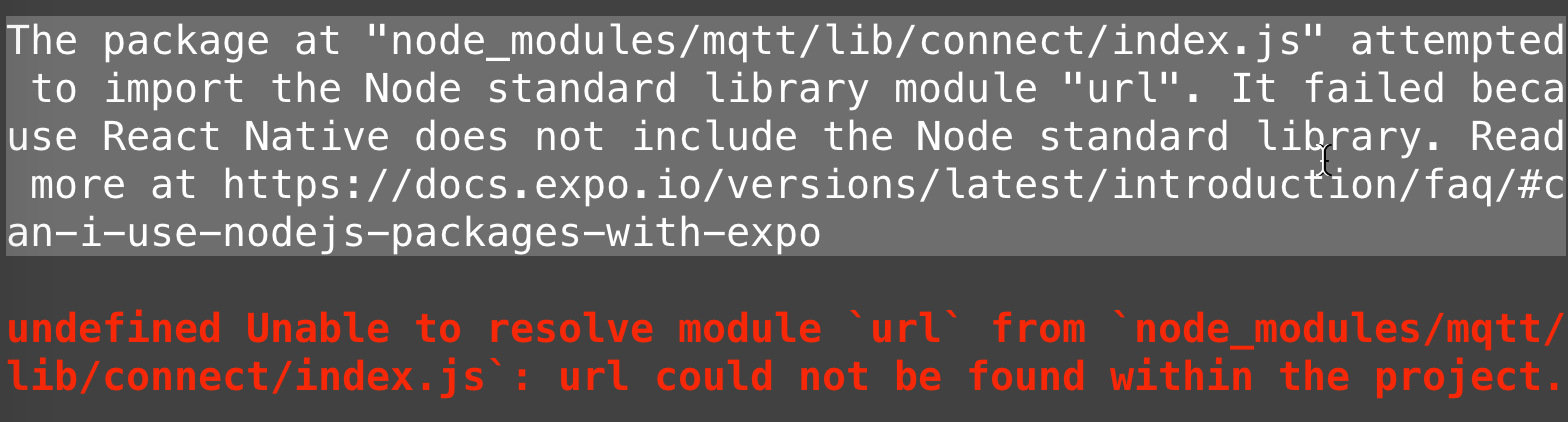 The package at "node_modules/mqtt/lib/connect/index.js" attempted
 to import the Node standard library module "url". It failed beca
use React Native does not include the Node standard library. Read
 more at https://docs.expo.io/versions/latest/introduction/faq/#c
an-i-use-nodejs-packages-with-expo
undefined Unable to resolve module `url` from `node_modules/mqtt/
lib/connect/index.js`: url could not be found within the project.